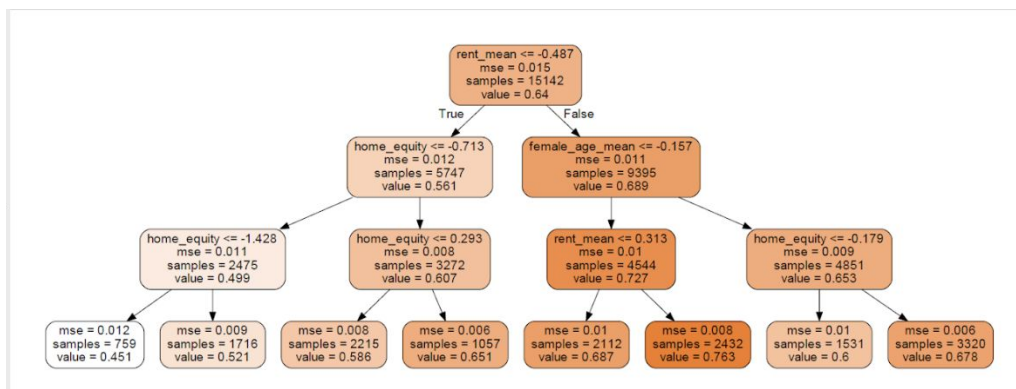 rent_mean <= -0.487
mse = 0.015
samples = 15142
value = 0.64
True
False
home_equity <= -0.713
mse = 0.012
samples = 5747
value = 0.561
female_age_mean <= -0.157
mse = 0.011
samples = 9395
value = 0.689
home_equity <= -1.428
mse = 0.011
samples = 2475
value = 0.499
home_equity <= 0.293
mse = 0.008
samples = 3272
value = 0.607
rent_mean <= 0.313
mse = 0.01
samples = 4544
value = 0.727
home_equity <= -0.179
mse = 0.009
samples = 4851
value = 0.653
mse = 0.012
samples = 759
value = 0.451
mse = 0.009
samples = 1716
value = 0.521
mse = 0.008
samples = 2215
value = 0.586
mse = 0.006
samples = 1057
value = 0.651
mse = 0.01
samples = 2112
value = 0.687
mse = 0.008
samples = 2432
value = 0.763
mse = 0.01
samples = 1531
value = 0.6
mse = 0.006
samples = 3320
value = 0.678